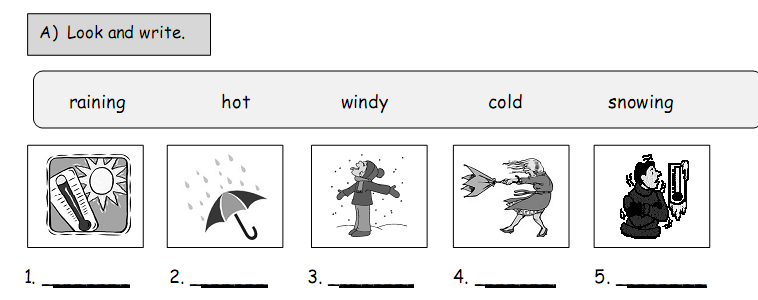 A) Look and write.
raining hot windy cold snowing
1. ________ 2. ________ 3. ________ 4. ________ 5. ________